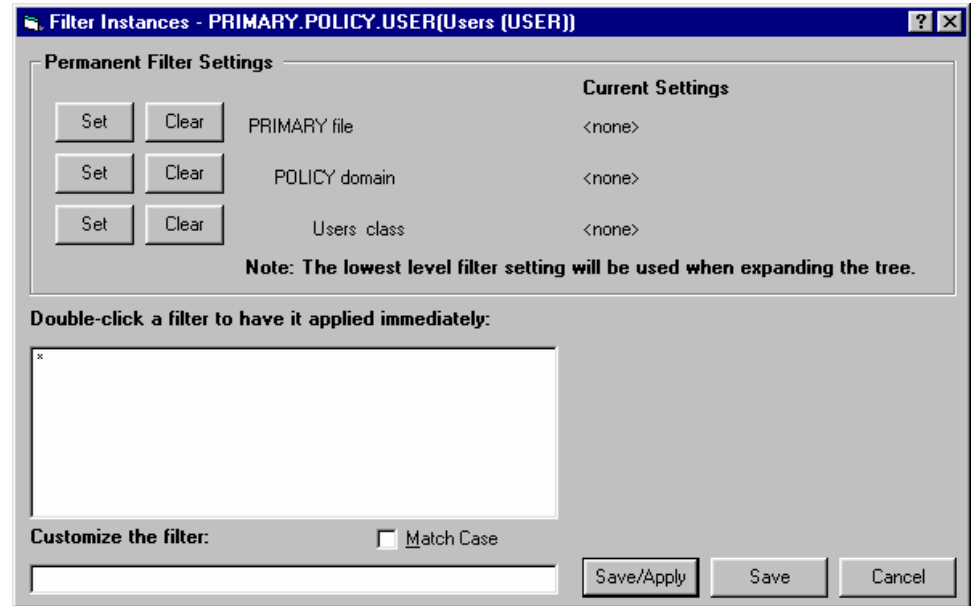 Filter Instances - PRIMARY.POLICY.USER(Users (USER))
Permanent Filter Settings
Current Settings
Set Clear PRIMARY file <none>
Set Clear POLICY domain <none>
Set Clear Users class <none>
Note: The lowest level filter setting will be used when expanding the tree.
Double-click a filter to have it applied immediately:
*
Customize the filter: Match Case
Save/Apply Save Cancel